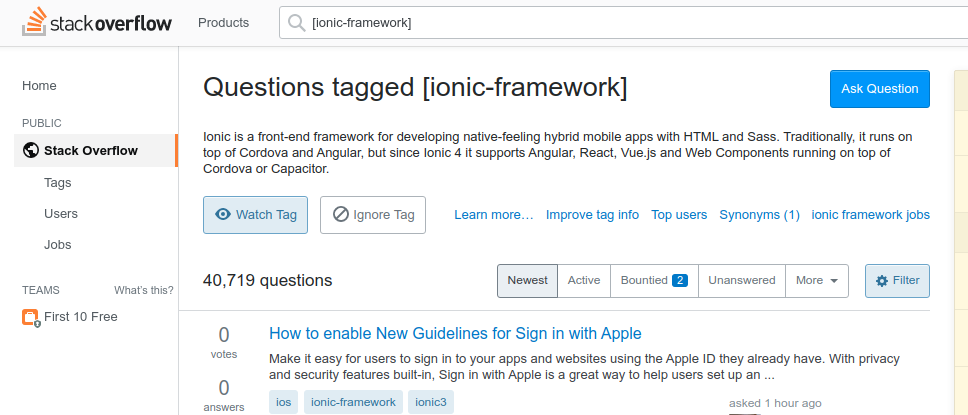 stackoverflow
Products
[ionic-framework]
Home
PUBLIC
Stack Overflow
Tags
Users
Jobs
TEAMS
What's this?
First 10 Free
Questions tagged [ionic-framework]
Ask Question
Ionic is a front-end framework for developing native-feeling hybrid mobile apps with HTML and Sass. Traditionally, it runs on
top of Cordova and Angular, but since Ionic 4 it supports Angular, React, Vue.js and Web Components running on top of
Cordova or Capacitor.
Watch Tag
Ignore Tag
Learn more…
Improve tag info
Top users
Synonyms (1)
ionic framework jobs
40,719 questions
Newest
Active
Bountied 2
Unanswered
More
Filter
0
votes
0
answers
How to enable New Guidelines for Sign in with Apple
Make it easy for users to sign in to your apps and websites using the Apple ID they already have. With privacy
and security features built-in, Sign in with Apple is a great way to help users set up an ...
ios
ionic-framework
ionic3
asked 1 hour ago